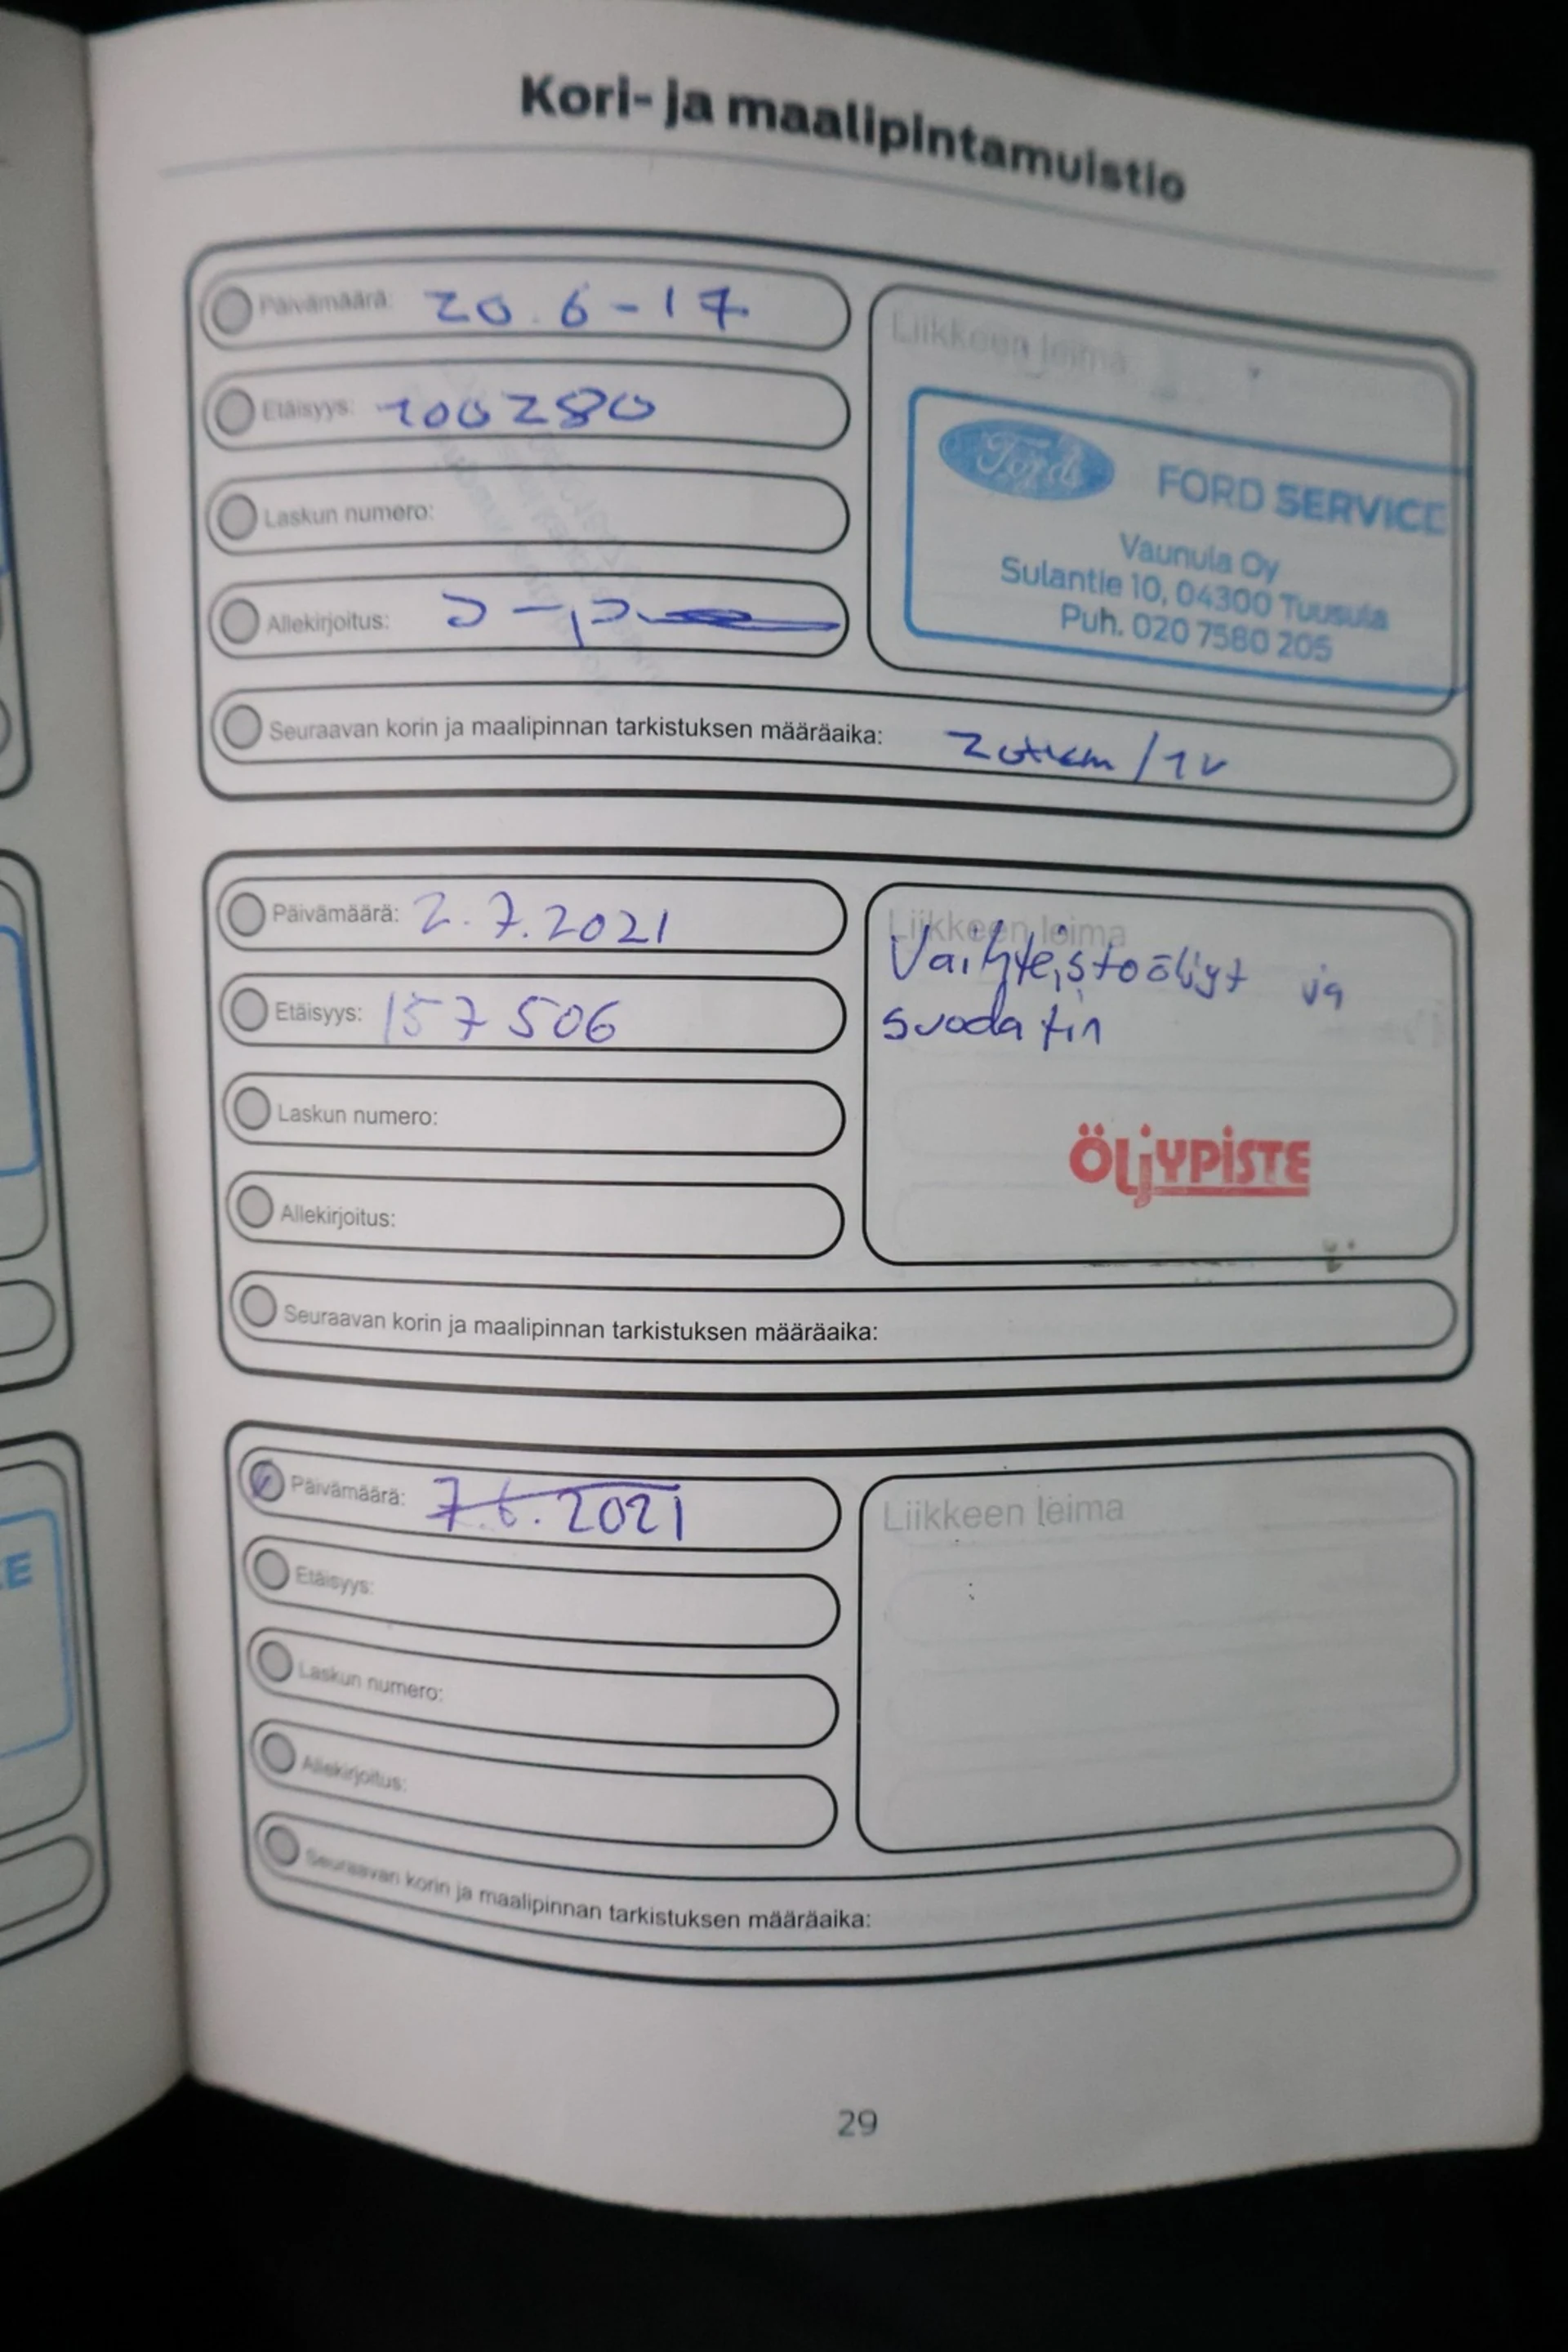 Kori- ja maalipintamuistio
Päivämäärä: 20.6-17
Etäisyys: 100280
Laskun numero:
Allekirjoitus:
Liikkeen leima
Ford
FORD SERVICE
Vaunula Oy
Sulantie 10, 04300 Tuusula
Puh. 020 7580 205
Seuraavan korin ja maalipinnan tarkistuksen määräaika: 20tkm/1v
Päivämäärä: 2.7.2021
Etäisyys: 157 506
Laskun numero:
Allekirjoitus:
Liikkeen leima
Vaihteistoöljyt ja
suodatin
ÖLjYPiSTE
Seuraavan korin ja maalipinnan tarkistuksen määräaika:
Päivämäärä: 7.6.2021
Etäisyys:
Laskun numero:
Allekirjoitus:
Liikkeen leima
Seuraavan korin ja maalipinnan tarkistuksen määräaika:
29
E